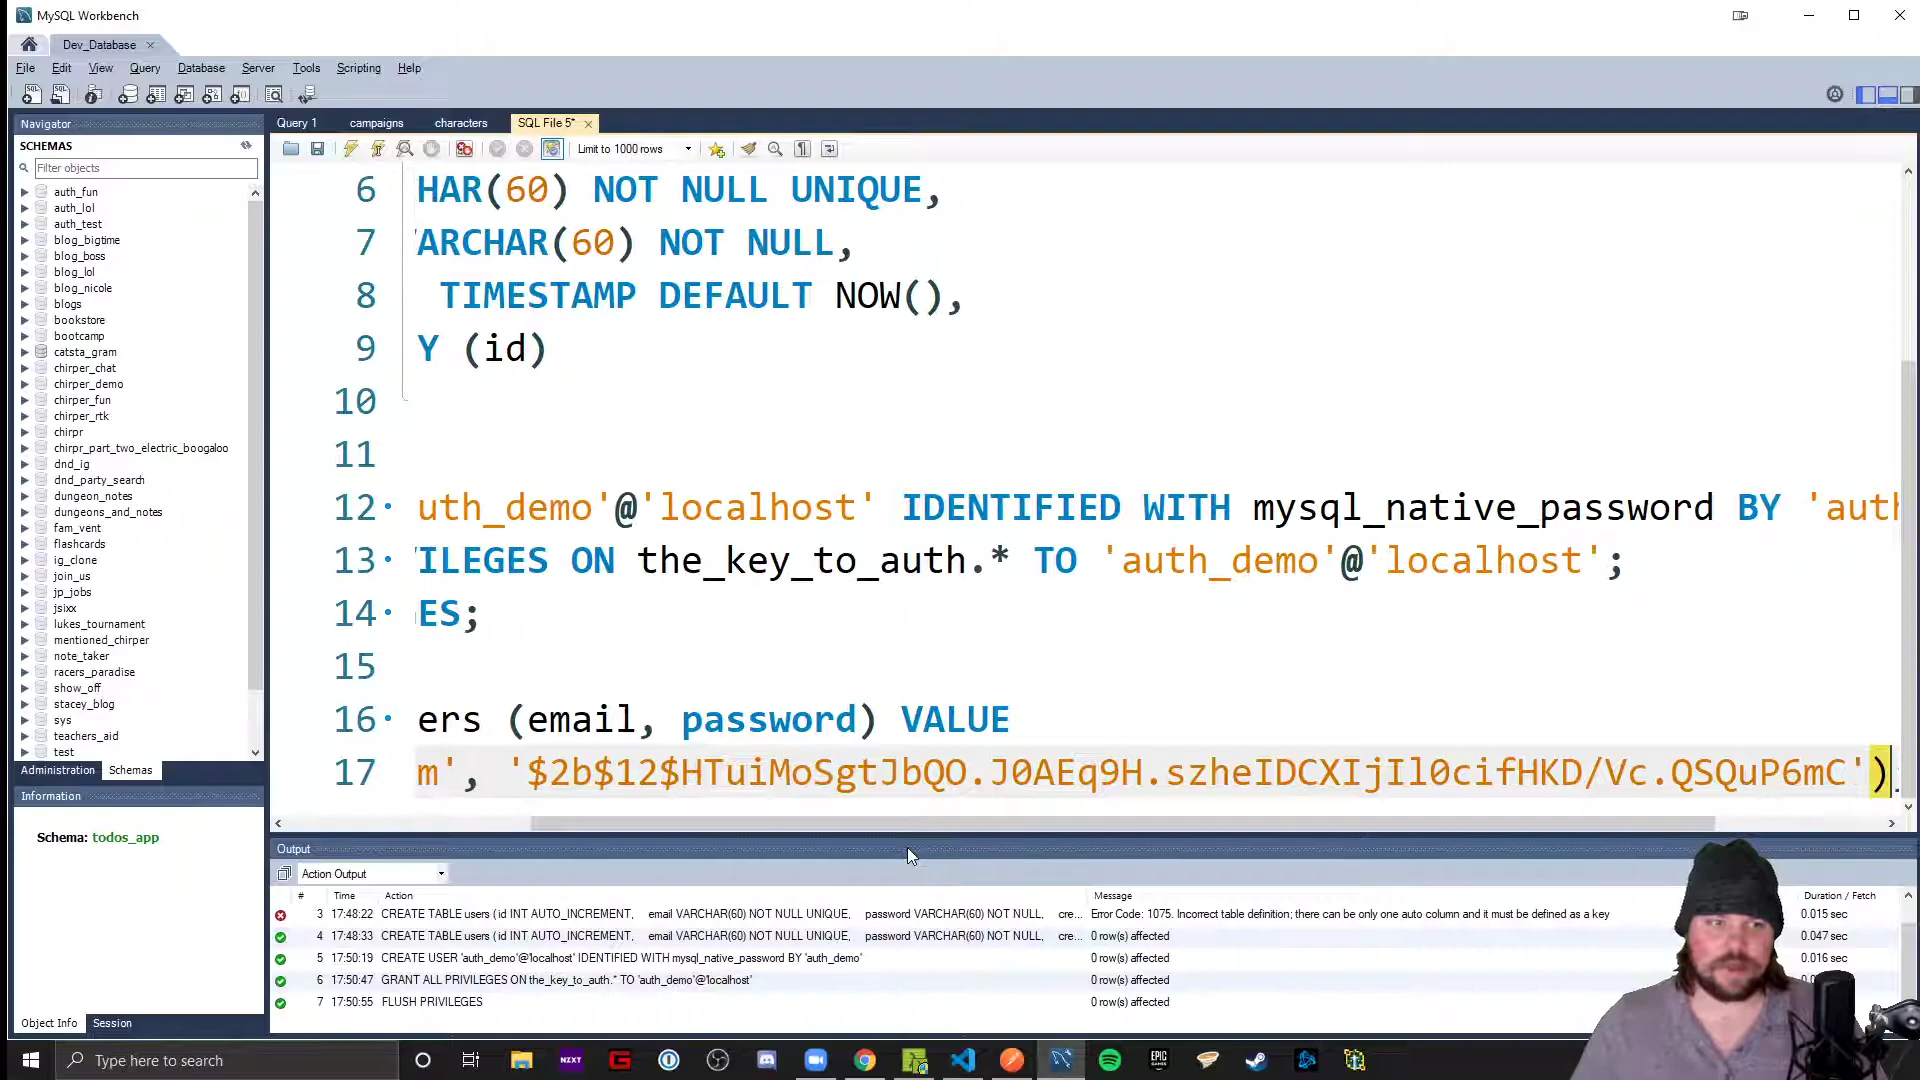 MySQL Workbench
Dev_Database
File Edit View Query Database Server Tools Scripting Help
Navigator
SCHEMAS
Filter objects
auth_fun
auth_lol
auth_test
blog_bigtime
blog_boss
blog_lol
blog_nicole
blogs
bookstore
bootcamp
catsta_gram
chirper_chat
chirper_demo
chirper_fun
chirper_rtk
chirpr
chirpr_part_two_electric_boogaloo
dnd_ig
dnd_party_search
dungeon_notes
dungeons_and_notes
fam_vent
flashcards
ig_clone
join_us
jp_jobs
jsixx
lukes_tournament
mentioned_chirper
note_taker
racers_paradise
show_off
stacey_blog
sys
teachers_aid
test
Administration Schemas
Information
Schema: todos_app
Object Info Session
Query 1 campaigns characters SQL File 5*
Limit to 1000 rows
6 HAR(60) NOT NULL UNIQUE,
7 ARCHAR(60) NOT NULL,
8 TIMESTAMP DEFAULT NOW(),
9 Y (id)
10
11
12 uth_demo'@'localhost' IDENTIFIED WITH mysql_native_password BY 'auth
13 ILEGES ON the_key_to_auth.* TO 'auth_demo'@'localhost';
14 ES;
15
16 ers (email, password) VALUE
17 m', '$2b$12$HTuiMoSgtJbQO.J0AEq9H.szheIDCXIjIl0cifHKD/Vc.QSQuP6mC')
Output
Action Output
# Time Action Message Duration / Fetch
3 17:48:22 CREATE TABLE users ( id INT AUTO_INCREMENT, email VARCHAR(60) NOT NULL UNIQUE, password VARCHAR(60) NOT NULL, cre... Error Code: 1075. Incorrect table definition; there can be only one auto column and it must be defined as a key 0.015 sec
4 17:48:33 CREATE TABLE users ( id INT AUTO_INCREMENT, email VARCHAR(60) NOT NULL UNIQUE, password VARCHAR(60) NOT NULL, cre... 0 row(s) affected 0.047 sec
5 17:50:19 CREATE USER 'auth_demo'@'localhost' IDENTIFIED WITH mysql_native_password BY 'auth_demo' 0 row(s) affected 0.016 sec
6 17:50:47 GRANT ALL PRIVILEGES ON the_key_to_auth.* TO 'auth_demo'@'localhost' 0 row(s) affected
7 17:50:55 FLUSH PRIVILEGES 0 row(s) affected
Type here to search
NZXT
EPIC